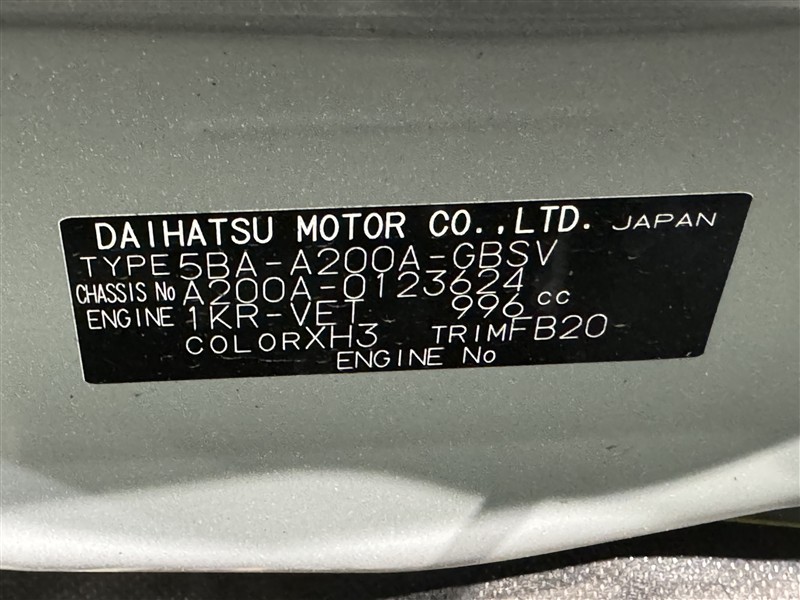 DAIHATSU MOTOR CO.,LTD. JAPAN
TYPE 5BA-A200A-GBSV
CHASSIS No A200A-0123624
ENGINE 1KR-VET 996 cc
COLOR XH3 TRIM FB20
ENGINE No